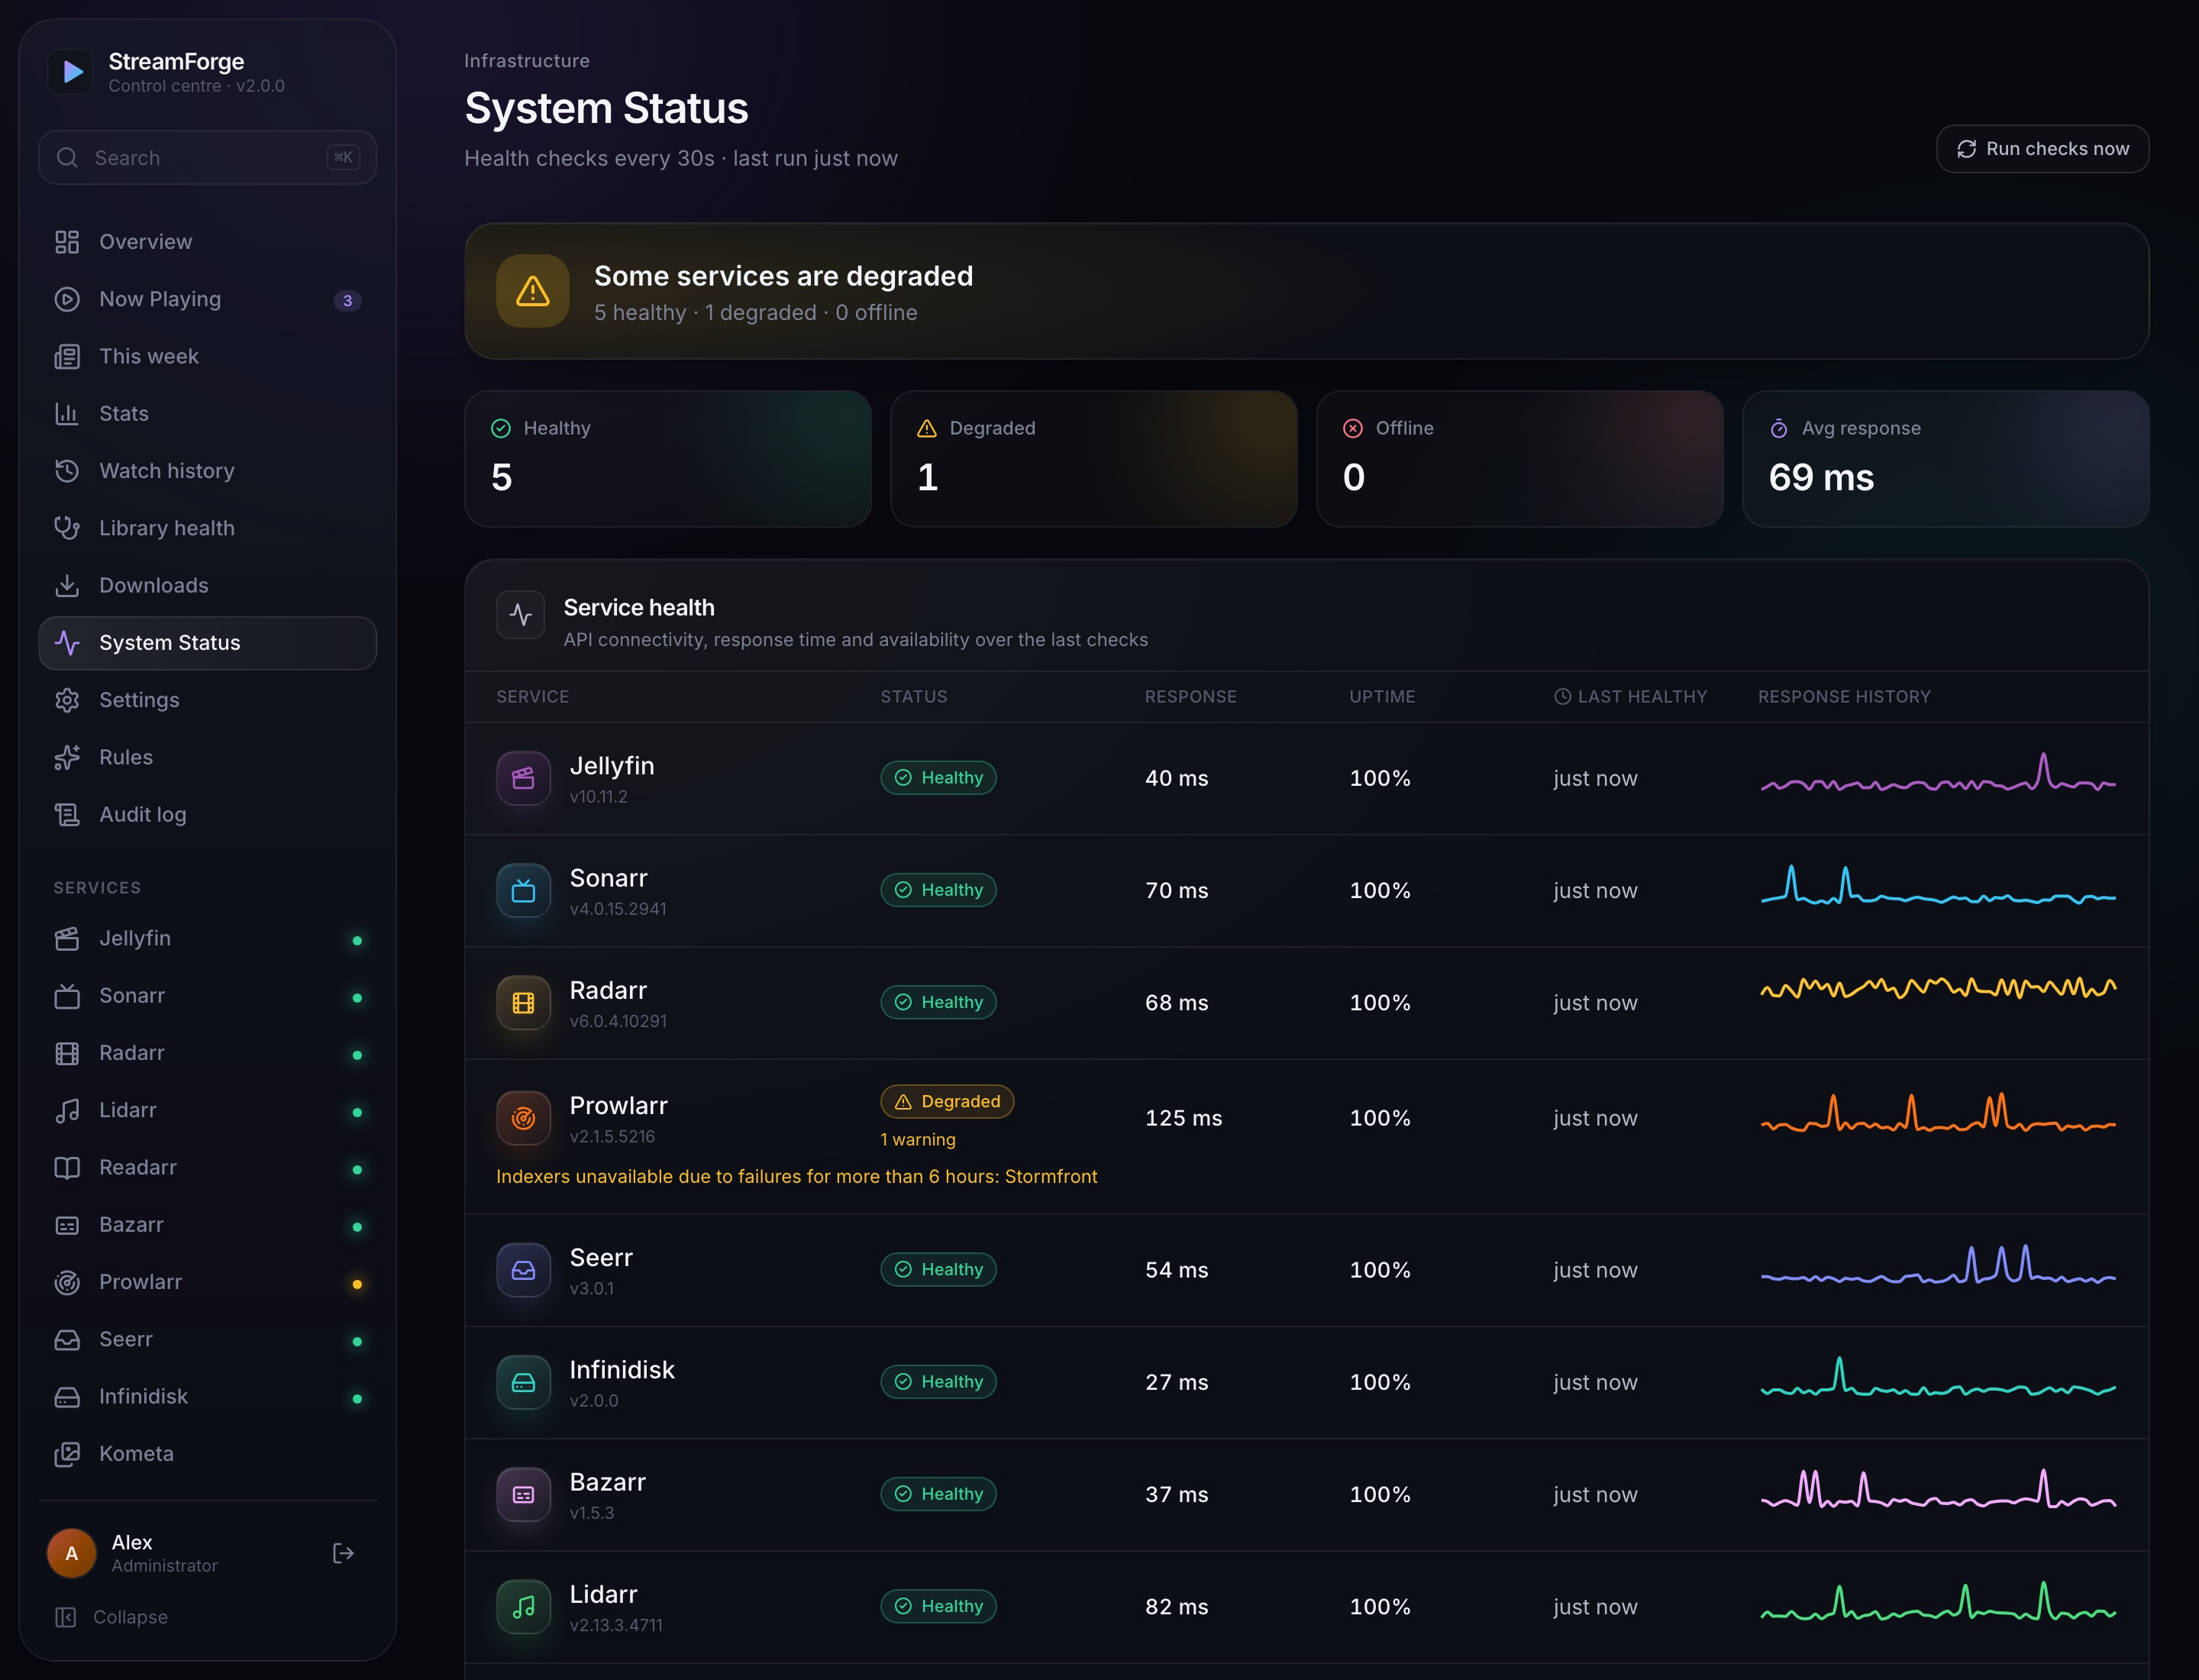 StreamForge
Control centre · v2.0.0
Search
⌘K
Overview
Now Playing
3
This week
Stats
Watch history
Library health
Downloads
System Status
Settings
Rules
Audit log
SERVICES
Jellyfin
Sonarr
Radarr
Lidarr
Readarr
Bazarr
Prowlarr
Seerr
Infinidisk
Kometa
A
Alex
Administrator
Collapse
Infrastructure
System Status
Health checks every 30s · last run just now
Run checks now
Some services are degraded
5 healthy · 1 degraded · 0 offline
Healthy
5
Degraded
1
Offline
0
Avg response
69 ms
Service health
API connectivity, response time and availability over the last checks
SERVICE STATUS RESPONSE UPTIME LAST HEALTHY RESPONSE HISTORY
Jellyfin
v10.11.2
Healthy 40 ms 100% just now
Sonarr
v4.0.15.2941
Healthy 70 ms 100% just now
Radarr
v6.0.4.10291
Healthy 68 ms 100% just now
Prowlarr
v2.1.5.5216
Degraded
1 warning
125 ms 100% just now
Indexers unavailable due to failures for more than 6 hours: Stormfront
Seerr
v3.0.1
Healthy 54 ms 100% just now
Infinidisk
v2.0.0
Healthy 27 ms 100% just now
Bazarr
v1.5.3
Healthy 37 ms 100% just now
Lidarr
v2.13.3.4711
Healthy 82 ms 100% just now